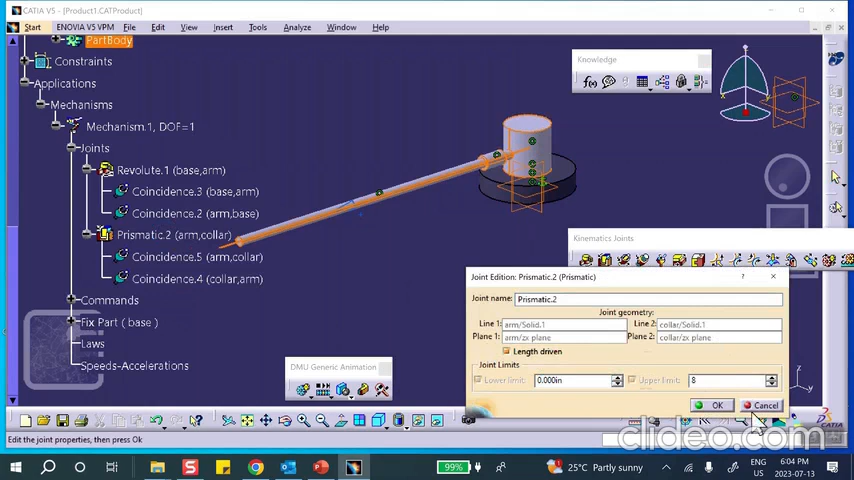 CATIA V5 - [Product1.CATProduct]
Start ENOVIA V5 VPM File Edit View Insert Tools Analyze Window Help
PartBody
Constraints
Applications
Mechanisms
Mechanism.1, DOF=1
Joints
Revolute.1 (base,arm)
Coincidence.3 (base,arm)
Coincidence.2 (arm,base)
Prismatic.2 (arm,collar)
Coincidence.5 (arm,collar)
Coincidence.4 (collar,arm)
Commands
Fix Part ( base )
Laws
Speeds-Accelerations
Knowledge
f(x)
Kinematics Joints
DMU Generic Animation
Joint Edition: Prismatic.2 (Prismatic)
Joint name: Prismatic.2
Joint geometry:
Line 1: arm/Solid.1 Line 2: collar/Solid.1
Plane 1: arm/zx plane Plane 2: collar/zx plane
Length driven
Joint Limits
Lower limit: 0.000in Upper limit: 8
OK Cancel
Edit the joint properties, then press Ok
clideo.com
99% 25°C Partly sunny ENG US 6:04 PM 2023-07-13